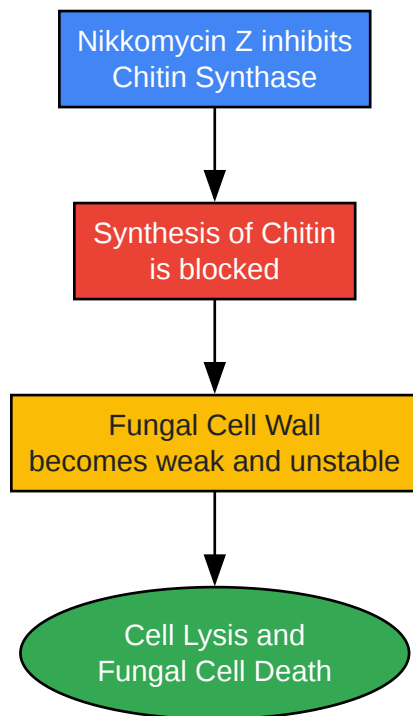 Nikkomycin Z inhibits
Chitin Synthase
Synthesis of Chitin
is blocked
Fungal Cell Wall
becomes weak and unstable
Cell Lysis and
Fungal Cell Death